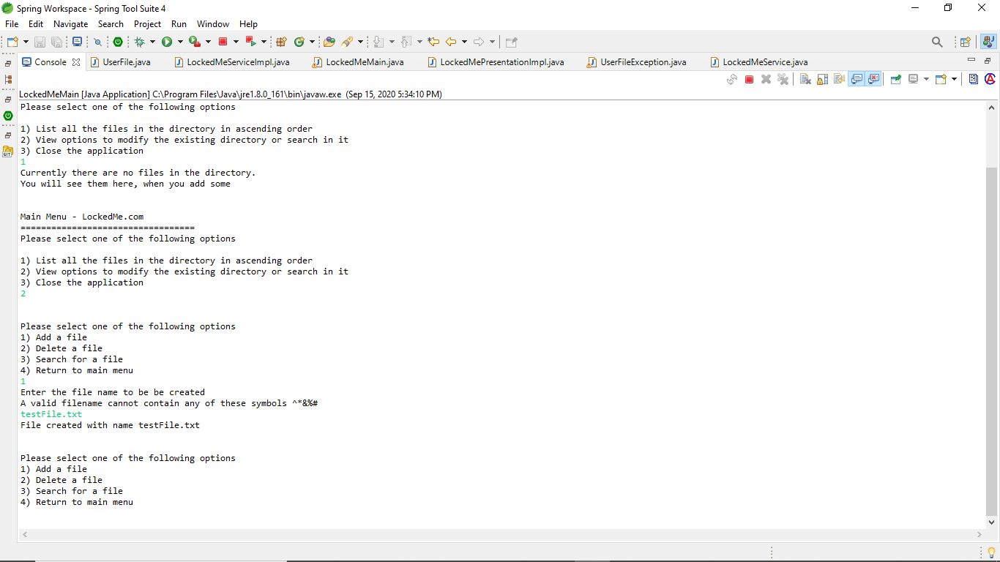 Spring Workspace - Spring Tool Suite 4
File Edit Navigate Search Project Run Window Help
Console UserFile.java LockedMeServiceImpl.java LockedMeMain.java LockedMePresentationImpl.java UserFileException.java LockedMeService.java
LockedMeMain [Java Application] C:\Program Files\Java\jre1.8.0_161\bin\javaw.exe (Sep 15, 2020 5:34:10 PM)
Please select one of the following options
1) List all the files in the directory in ascending order
2) View options to modify the existing directory or search in it
3) Close the application
1
Currently there are no files in the directory.
You will see them here, when you add some
Main Menu - LockedMe.com
==================================
Please select one of the following options
1) List all the files in the directory in ascending order
2) View options to modify the existing directory or search in it
3) Close the application
2
Please select one of the following options
1) Add a file
2) Delete a file
3) Search for a file
4) Return to main menu
1
Enter the file name to be be created
A valid filename cannot contain any of these symbols ^*&%#
testFile.txt
File created with name testFile.txt
Please select one of the following options
1) Add a file
2) Delete a file
3) Search for a file
4) Return to main menu
GIT